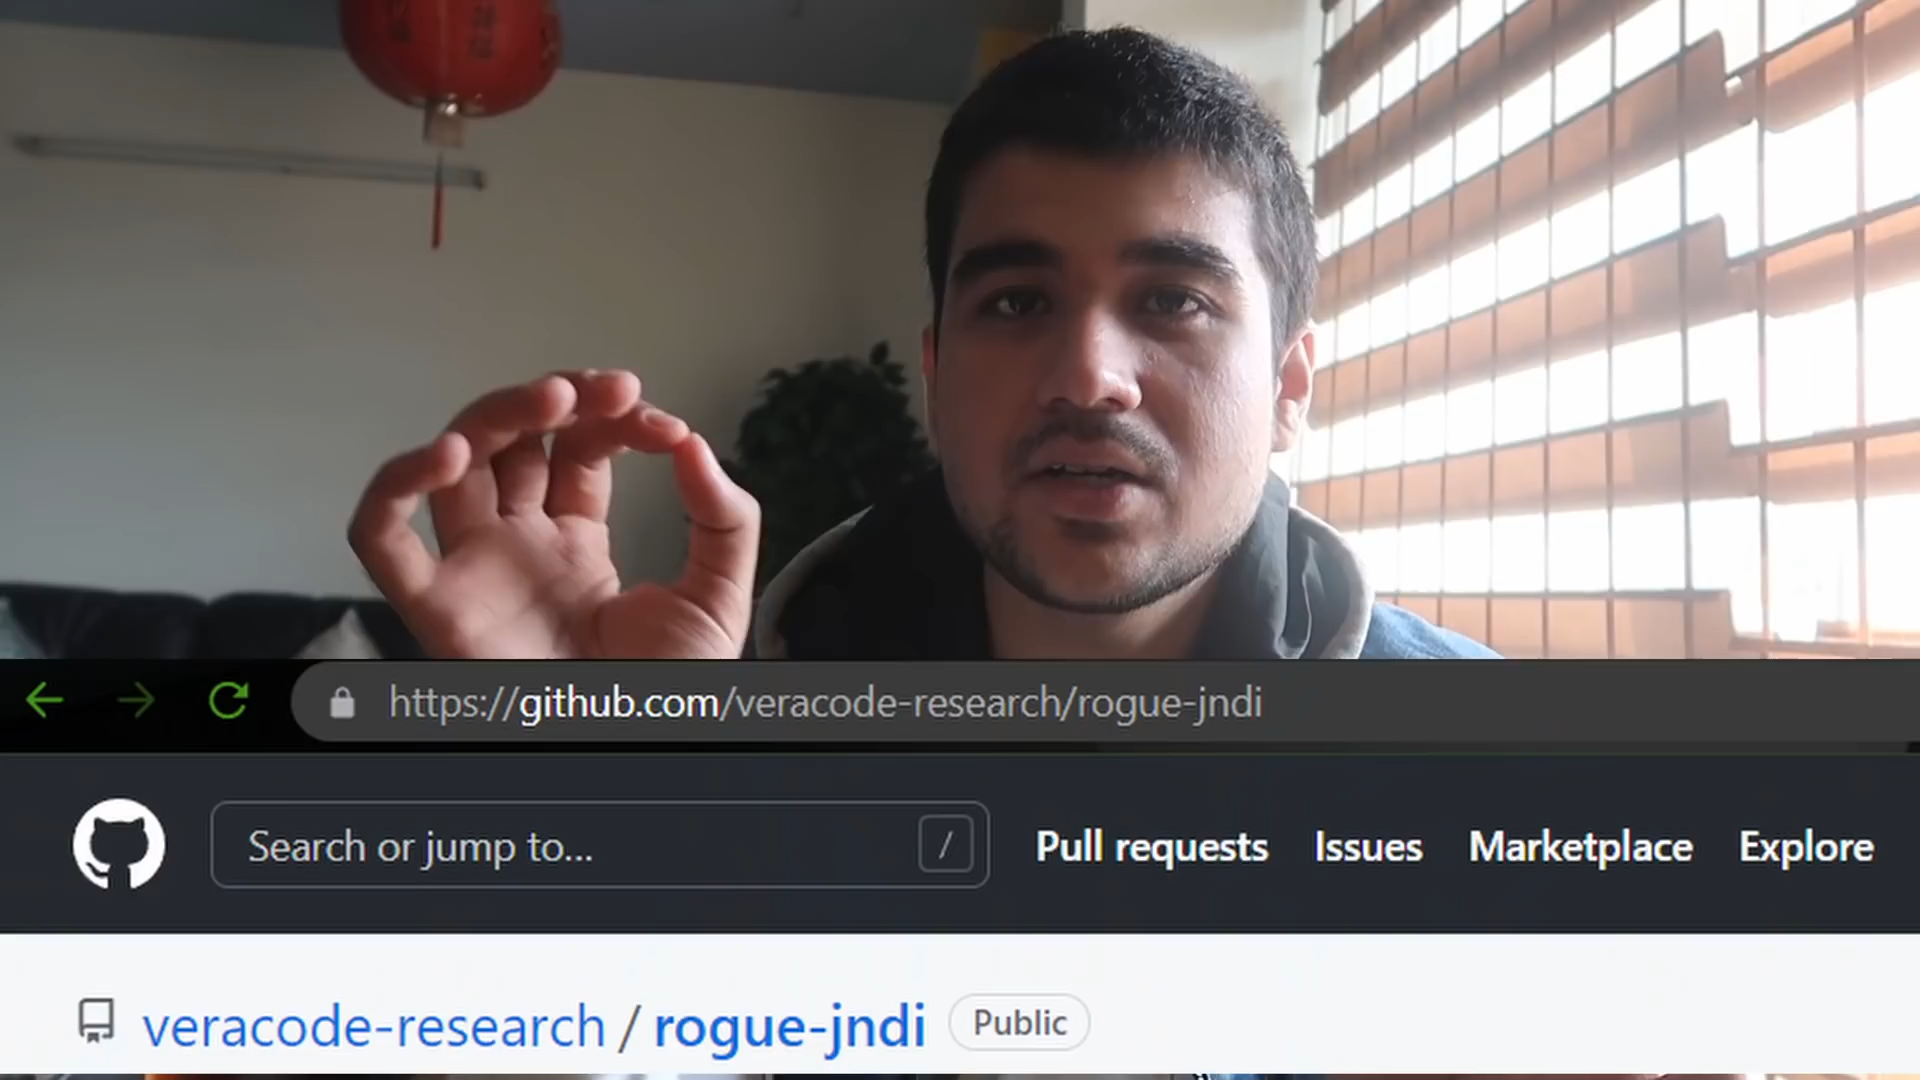 https://github.com/veracode-research/rogue-jndi
Search or jump to... /
Pull requests Issues Marketplace Explore
veracode-research / rogue-jndi Public